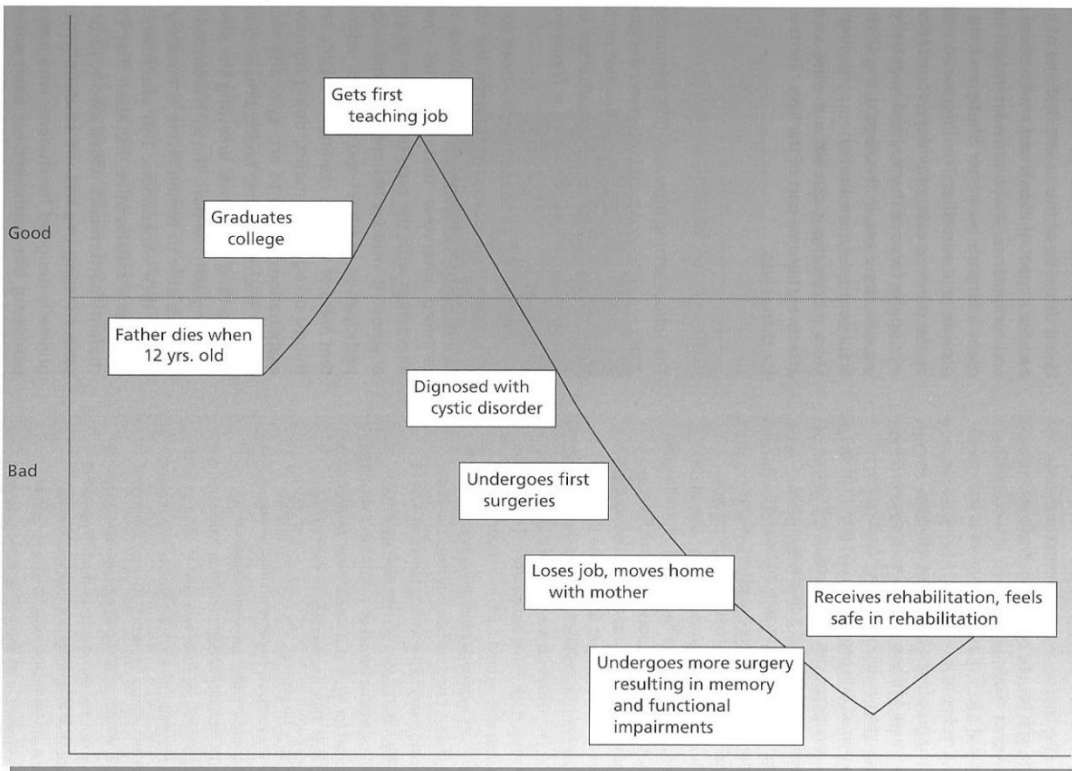 Gets first
teaching job
Graduates
college
Good
Father dies when
12 yrs. old
Dignosed with
cystic disorder
Bad
Undergoes first
surgeries
Loses job, moves home
with mother
Receives rehabilitation, feels
safe in rehabilitation
Undergoes more surgery
resulting in memory
and functional
impairments